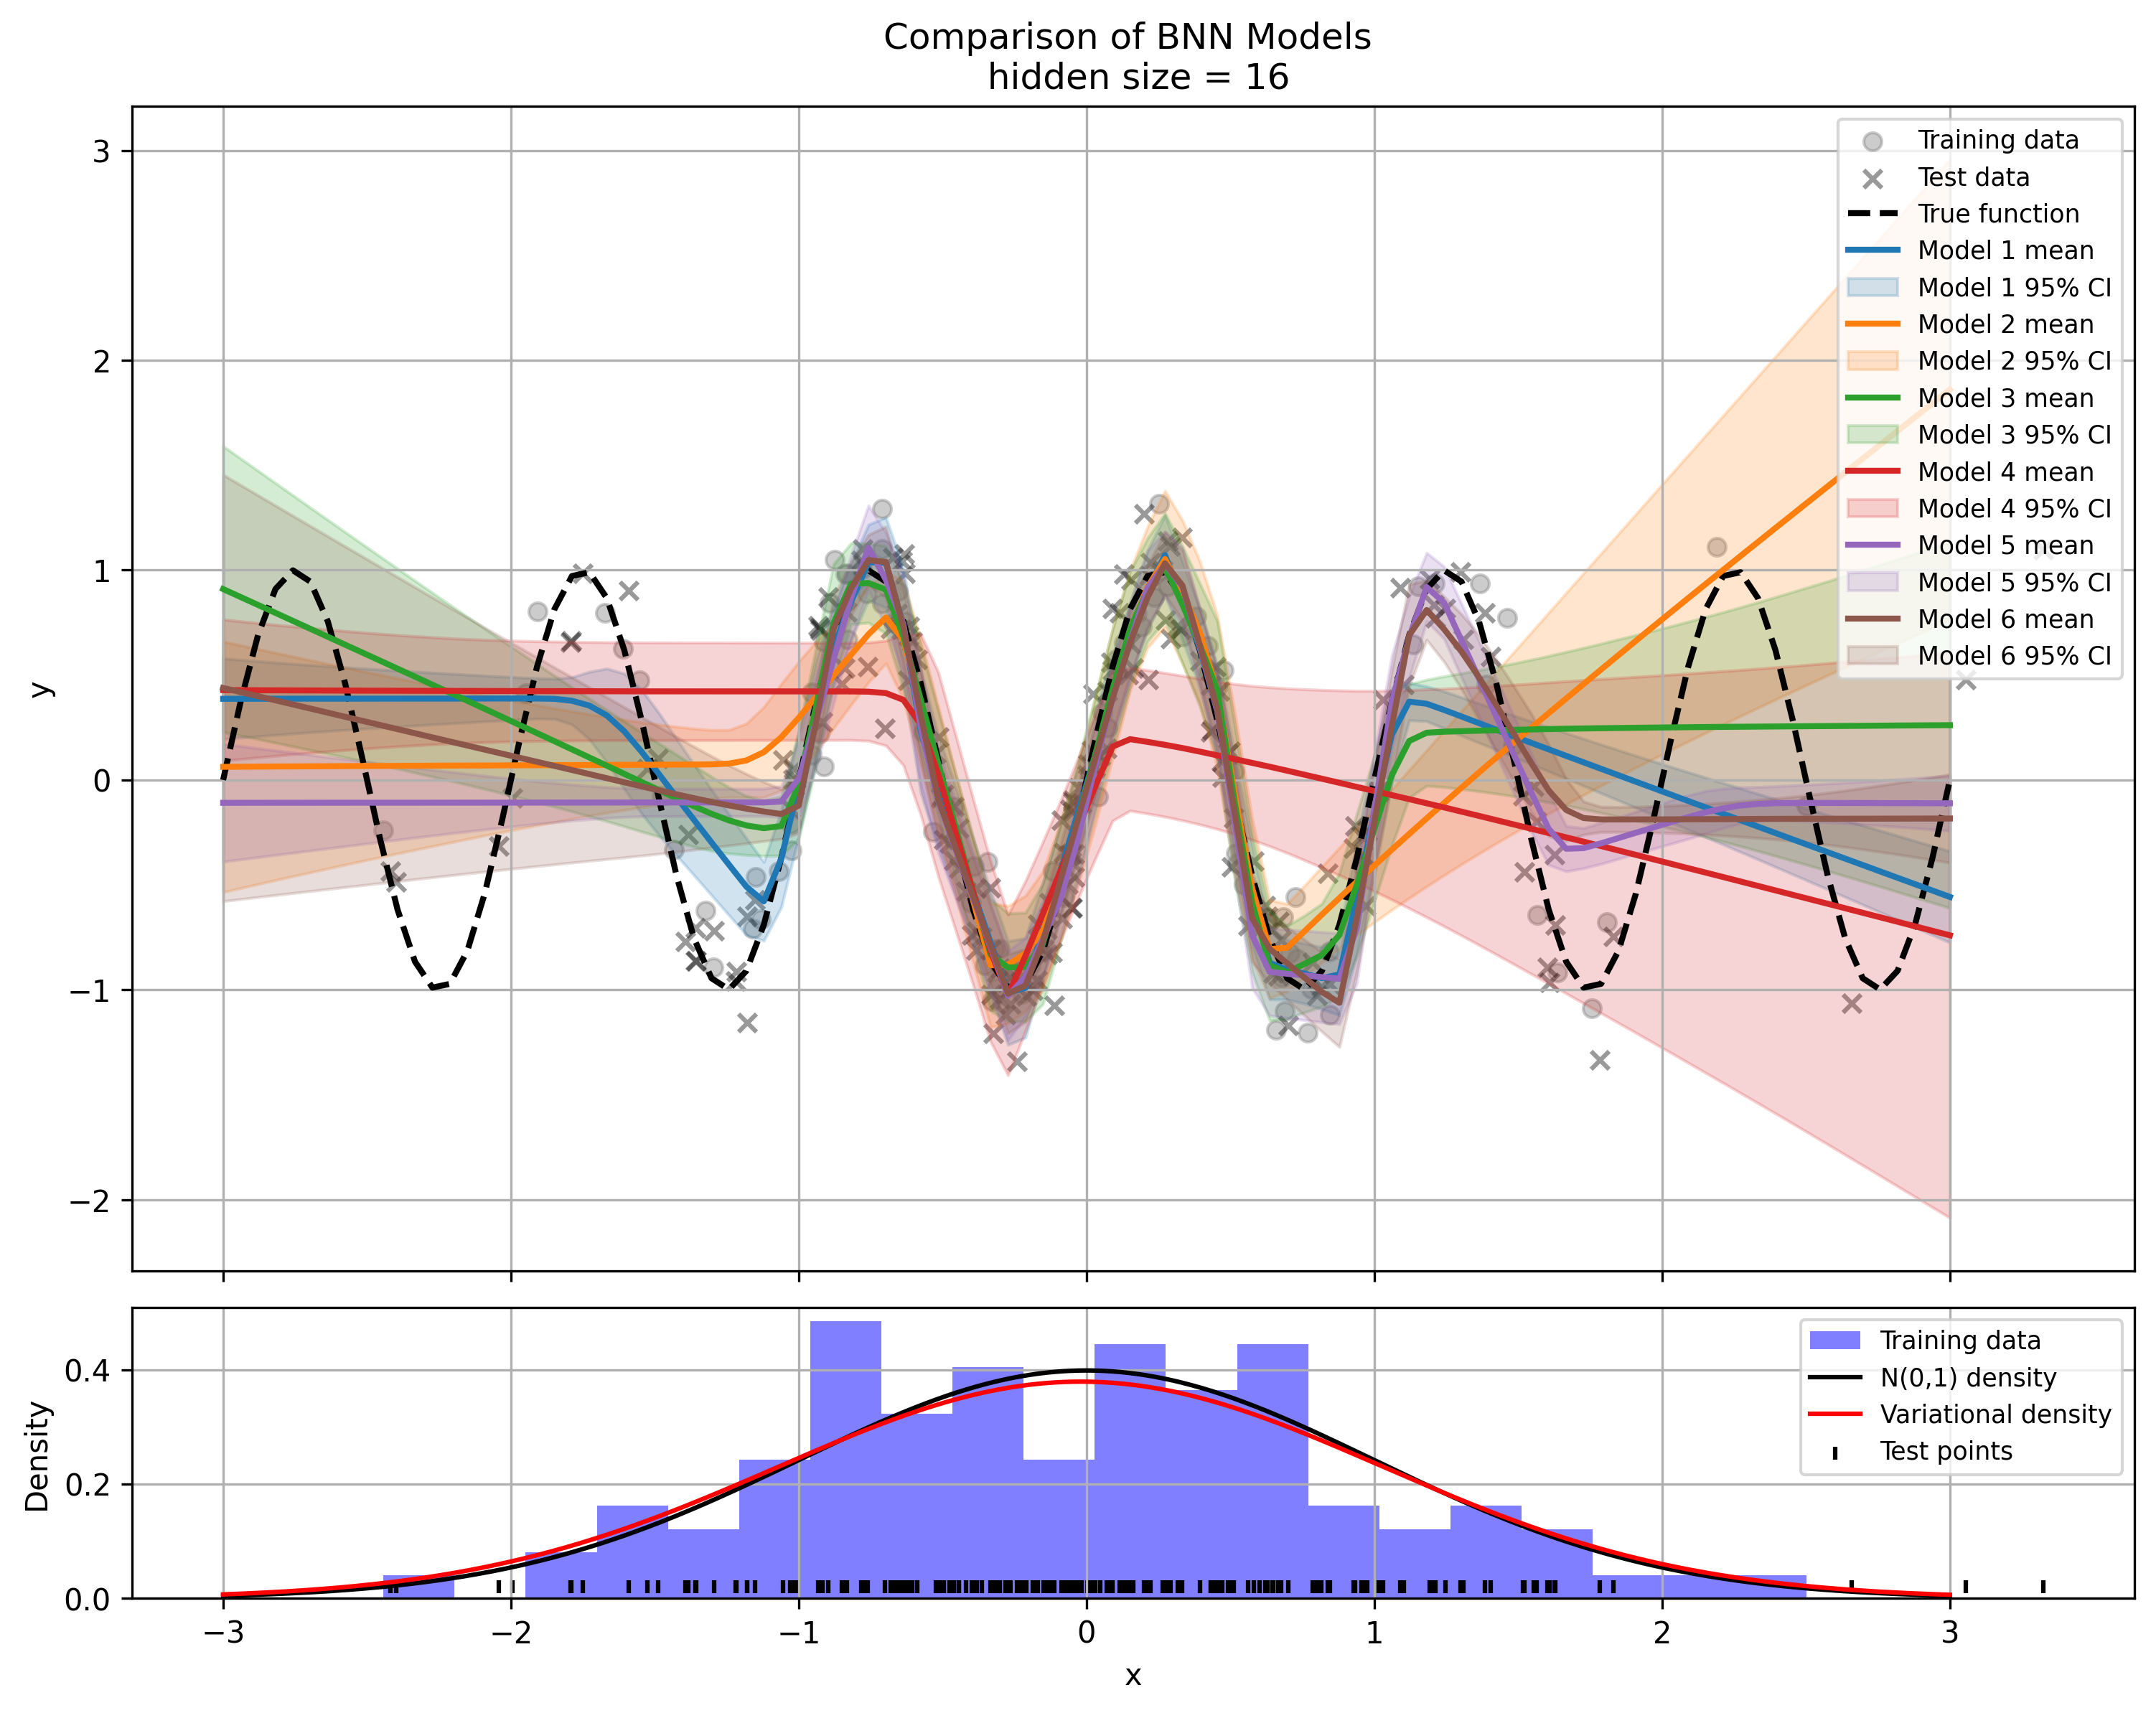 Comparison of BNN Models
hidden size = 16
3
2
1
0
−1
−2
y
Training data
Test data
True function
Model 1 mean
Model 1 95% CI
Model 2 mean
Model 2 95% CI
Model 3 mean
Model 3 95% CI
Model 4 mean
Model 4 95% CI
Model 5 mean
Model 5 95% CI
Model 6 mean
Model 6 95% CI
0.4
0.2
0.0
Density
Training data
N(0,1) density
Variational density
Test points
−3 −2 −1 0 1 2 3
x